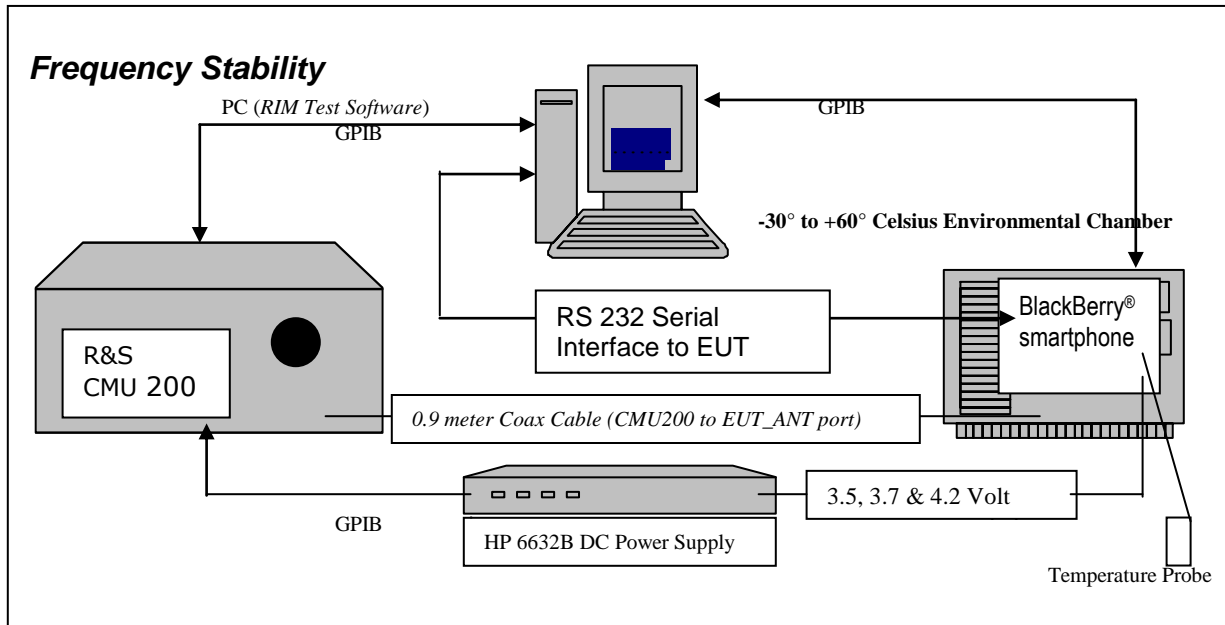 Frequency Stability
PC (RIM Test Software)
GPIB
GPIB
-30° to +60° Celsius Environmental Chamber
RS 232 Serial
Interface to EUT
BlackBerry®
smartphone
R&S
CMU 200
0.9 meter Coax Cable (CMU200 to EUT_ANT port)
3.5, 3.7 & 4.2 Volt
GPIB
HP 6632B DC Power Supply
Temperature Probe